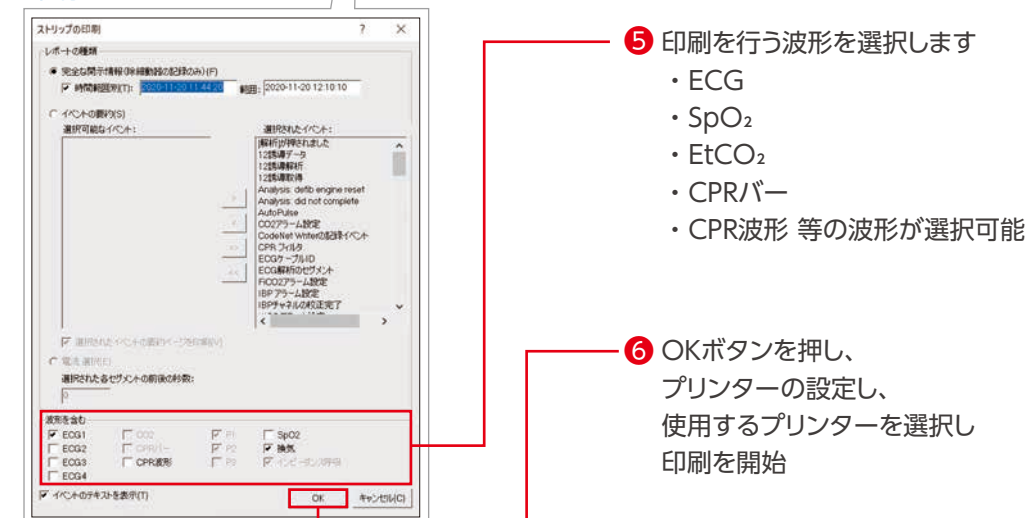 ストリップの印刷 ? ×
レポートの種類
完全な開示情報(除細動器の記録のみ)(F)
時間範囲別(T): 2020-11-20 11:44:20 範囲: 2020-11-20 12:10:10
イベントの要約(S)
選択可能なイベント:
選択されたイベント:
[解析]が押されました
12誘導データ
12誘導解析
12誘導取得
Analysis: defib engine reset
Analysis: did not complete
AutoPulse
CO2アラーム設定
CodeNet Writerの記録イベント
CPR フィルタ
ECGケーブルID
ECG解析のセグメント
FiCO2アラーム設定
IBP アラーム設定
IBPチャネルの校正完了
>
<
>>
<<
選択されたイベントの要約ページを印刷(V)
電流 選択(E)
選択された各セグメントの前後の秒数:
0
波形を含む
ECG1 CO2 P1 SpO2
ECG2 CPRバー P2 換気
ECG3 CPR波形 P3 インピーダンス呼吸
ECG4
イベントのテキストを表示(T)
OK キャンセル(C)
5 印刷を行う波形を選択します
・ECG
・SpO₂
・EtCO₂
・CPRバー
・CPR波形 等の波形が選択可能
6 OKボタンを押し、
プリンターの設定し、
使用するプリンターを選択し
印刷を開始